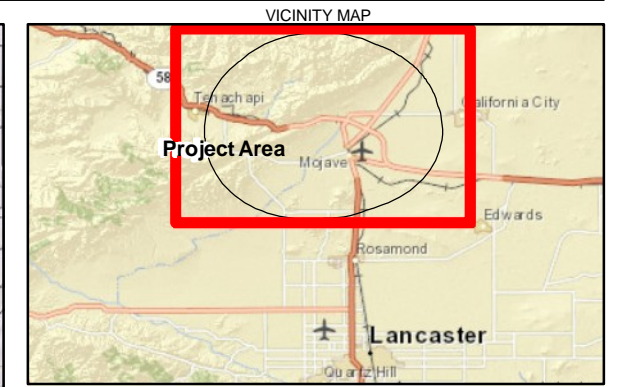 VICINITY MAP
58
Tehachapi
California City
Project Area
Mojave
Edwards
Rosamond
Lancaster
Quartz Hill